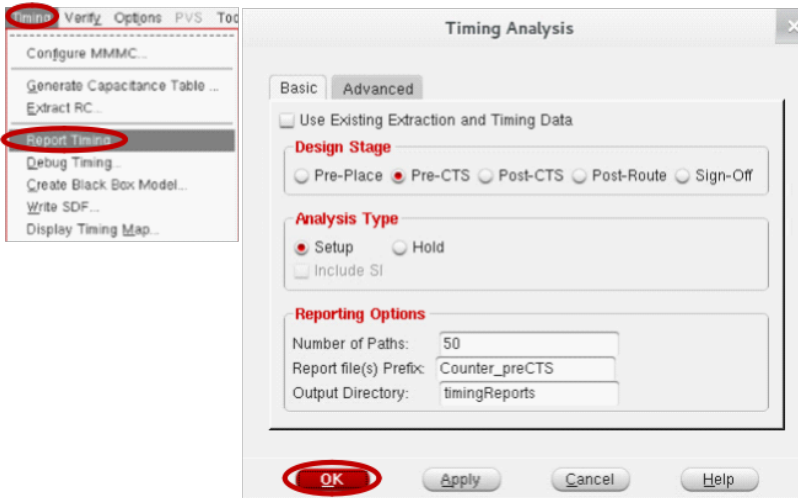 Timing Verify Options PVS Too
Configure MMMC...
Generate Capacitance Table ...
Extract RC...
Report Timing
Debug Timing...
Create Black Box Model...
Write SDF...
Display Timing Map...
Timing Analysis
Basic Advanced
Use Existing Extraction and Timing Data
Design Stage
Pre-Place Pre-CTS Post-CTS Post-Route Sign-Off
Analysis Type
Setup Hold
Include SI
Reporting Options
Number of Paths: 50
Report file(s) Prefix: Counter_preCTS
Output Directory: timingReports
OK Apply Cancel Help